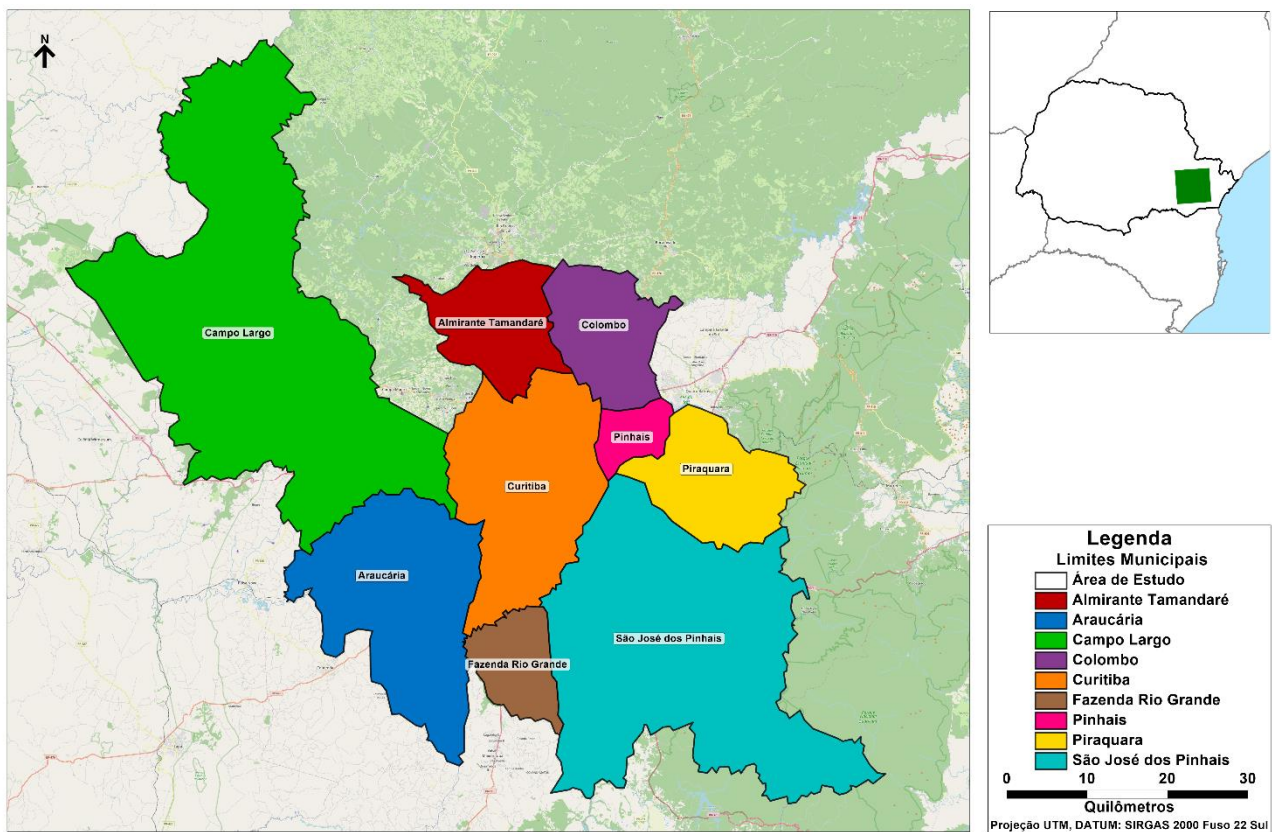 N
Campo Largo
Almirante Tamandaré
Colombo
Pinhais
Piraquara
Curitiba
Araucária
São José dos Pinhais
Fazenda Rio Grande
Legenda
Limites Municipais
Área de Estudo
Almirante Tamandaré
Araucária
Campo Largo
Colombo
Curitiba
Fazenda Rio Grande
Pinhais
Piraquara
São José dos Pinhais
0 10 20 30
Quilômetros
Projeção UTM, DATUM: SIRGAS 2000 Fuso 22 Sul